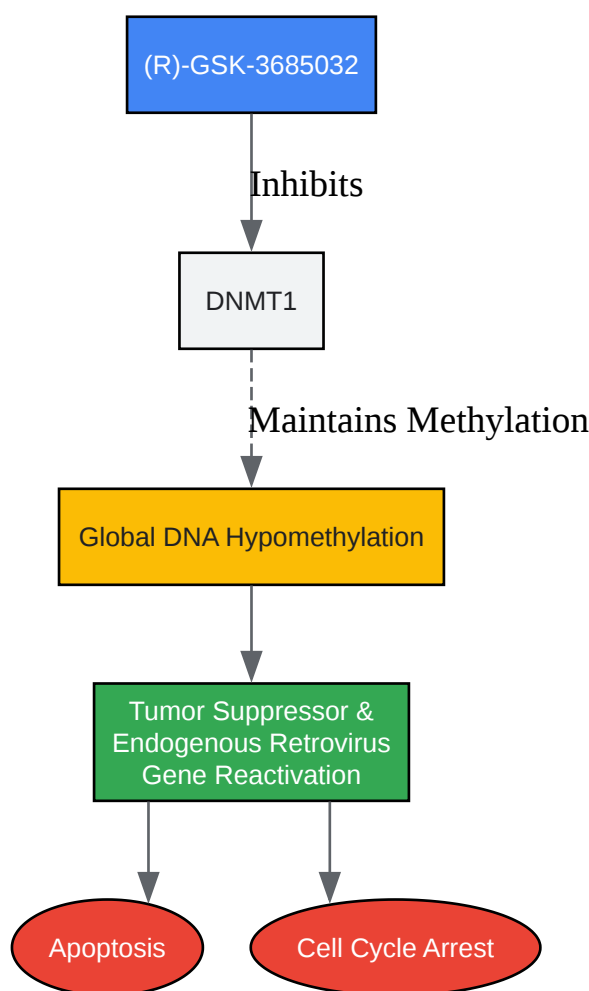 (R)-GSK-3685032
Inhibits
DNMT1
Maintains Methylation
Global DNA Hypomethylation
Tumor Suppressor &
Endogenous Retrovirus
Gene Reactivation
Apoptosis
Cell Cycle Arrest